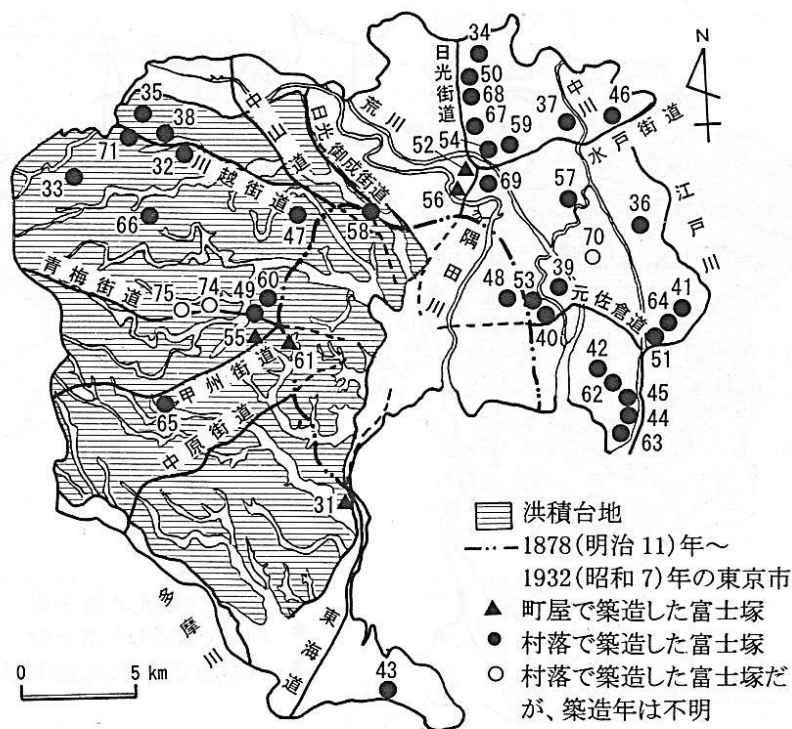 34
N
日光街道
50
35
68
中山道
日光御成街道
荒川
67
37
中川
46
38
52
54
59
水戸街道
71
32
33
川越街道
56
69
57
66
47
58
36
江戸川
隅田川
70
青梅街道
75
74
49
60
48
53
39
元佐倉道
41
64
55
61
40
51
甲州街道
42
62
45
44
65
中原街道
63
31
洪積台地
1878(明治11)年～
1932(昭和7)年の東京市
町屋で築造した富士塚
多摩川
東海道
村落で築造した富士塚
0 5 km
43
村落で築造した富士塚だ
が、築造年は不明